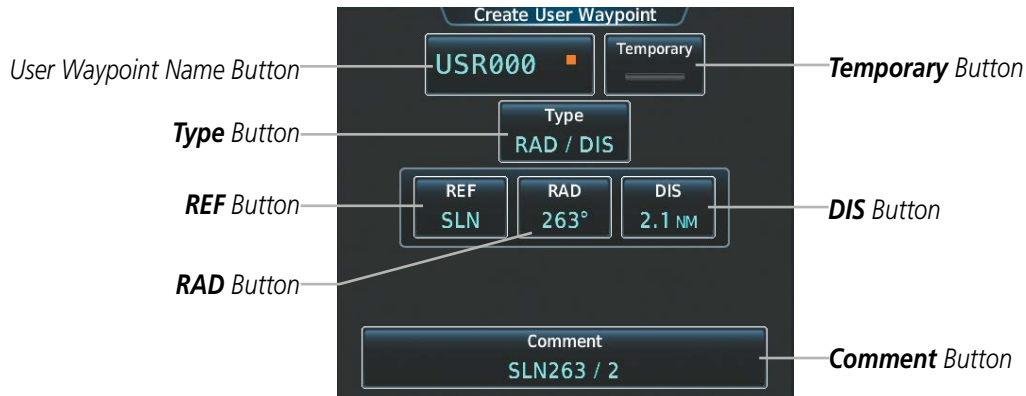 Create User Waypoint
User Waypoint Name Button
USR000
Temporary
Temporary Button
Type Button
Type
RAD / DIS
REF Button
REF
SLN
RAD
263°
DIS
2.1 NM
DIS Button
RAD Button
Comment
SLN263 / 2
Comment Button